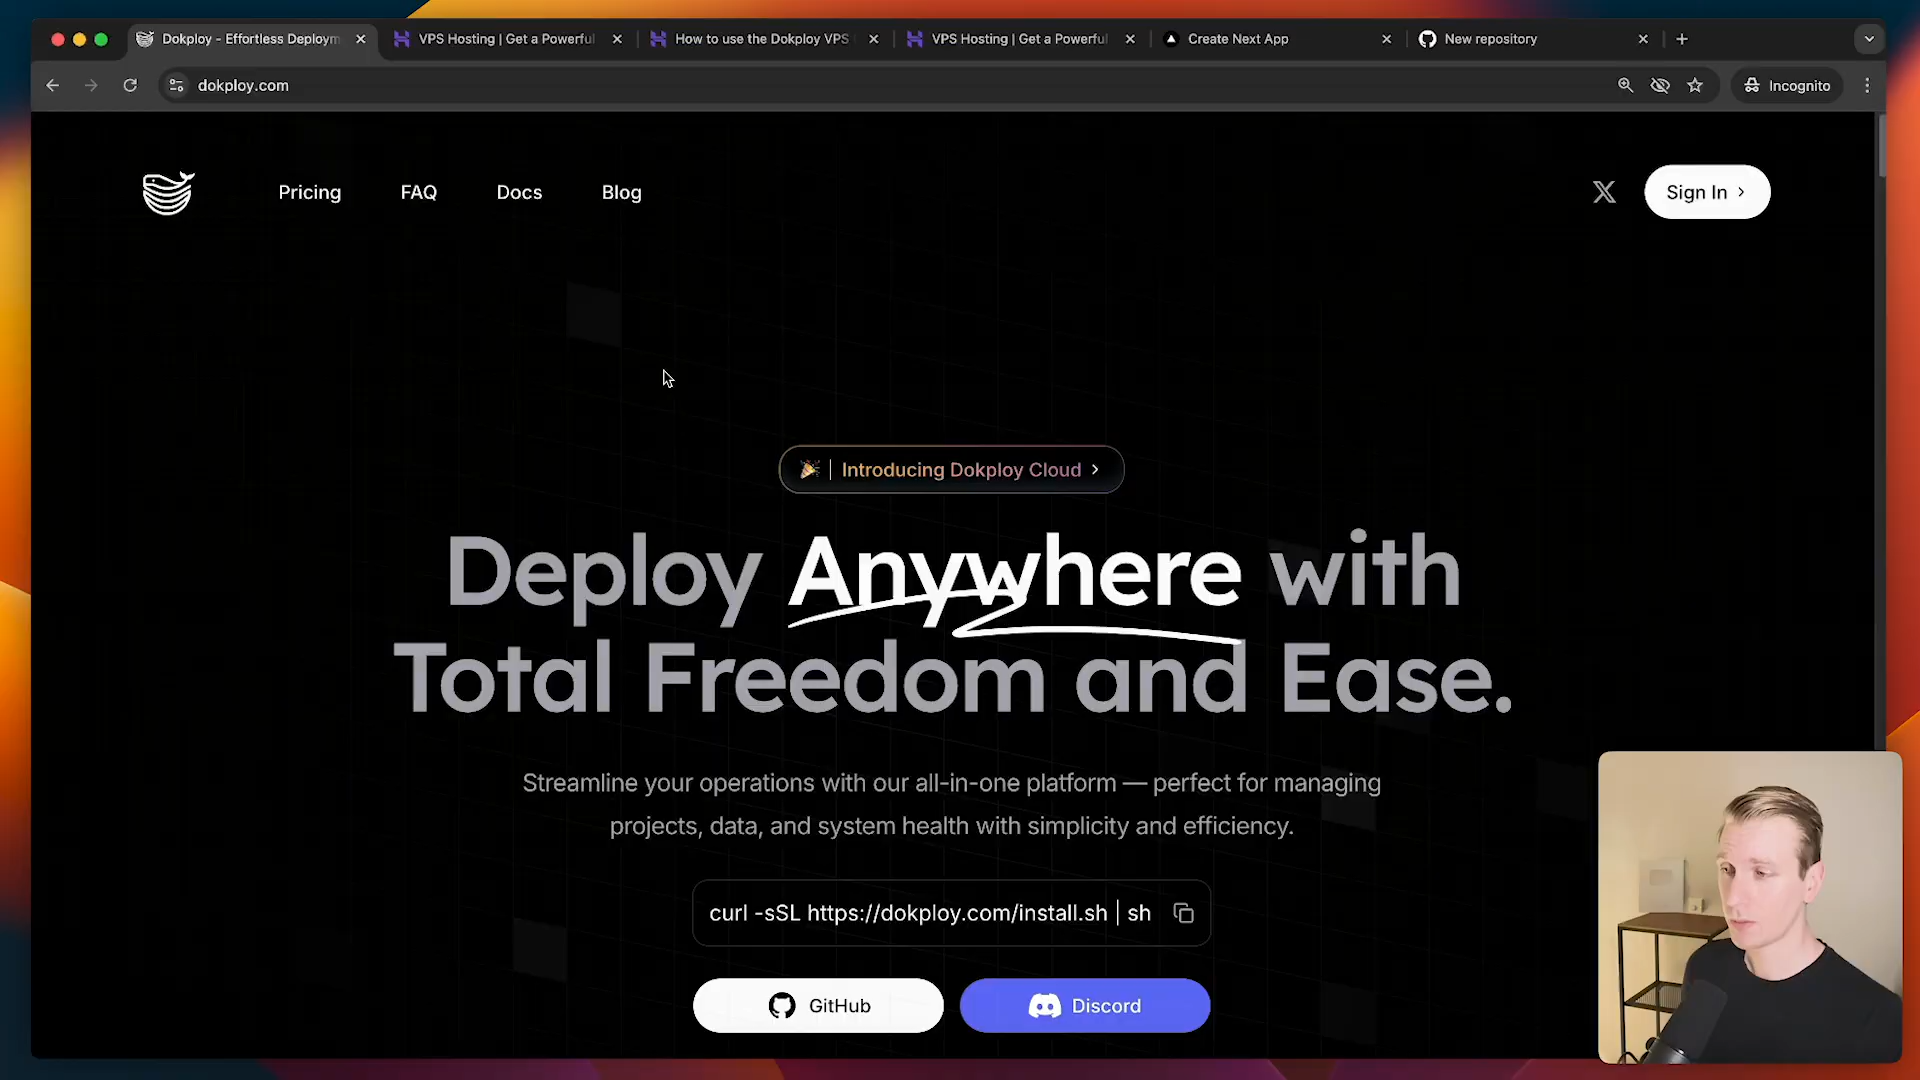 Dokploy - Effortless Deploym
VPS Hosting | Get a Powerful
How to use the Dokploy VPS
VPS Hosting | Get a Powerful
Create Next App
New repository
dokploy.com
Incognito
Pricing
FAQ
Docs
Blog
Sign In
Introducing Dokploy Cloud
Deploy Anywhere with
Total Freedom and Ease.
Streamline your operations with our all-in-one platform — perfect for managing
projects, data, and system health with simplicity and efficiency.
curl -sSL https://dokploy.com/install.sh | sh
GitHub
Discord